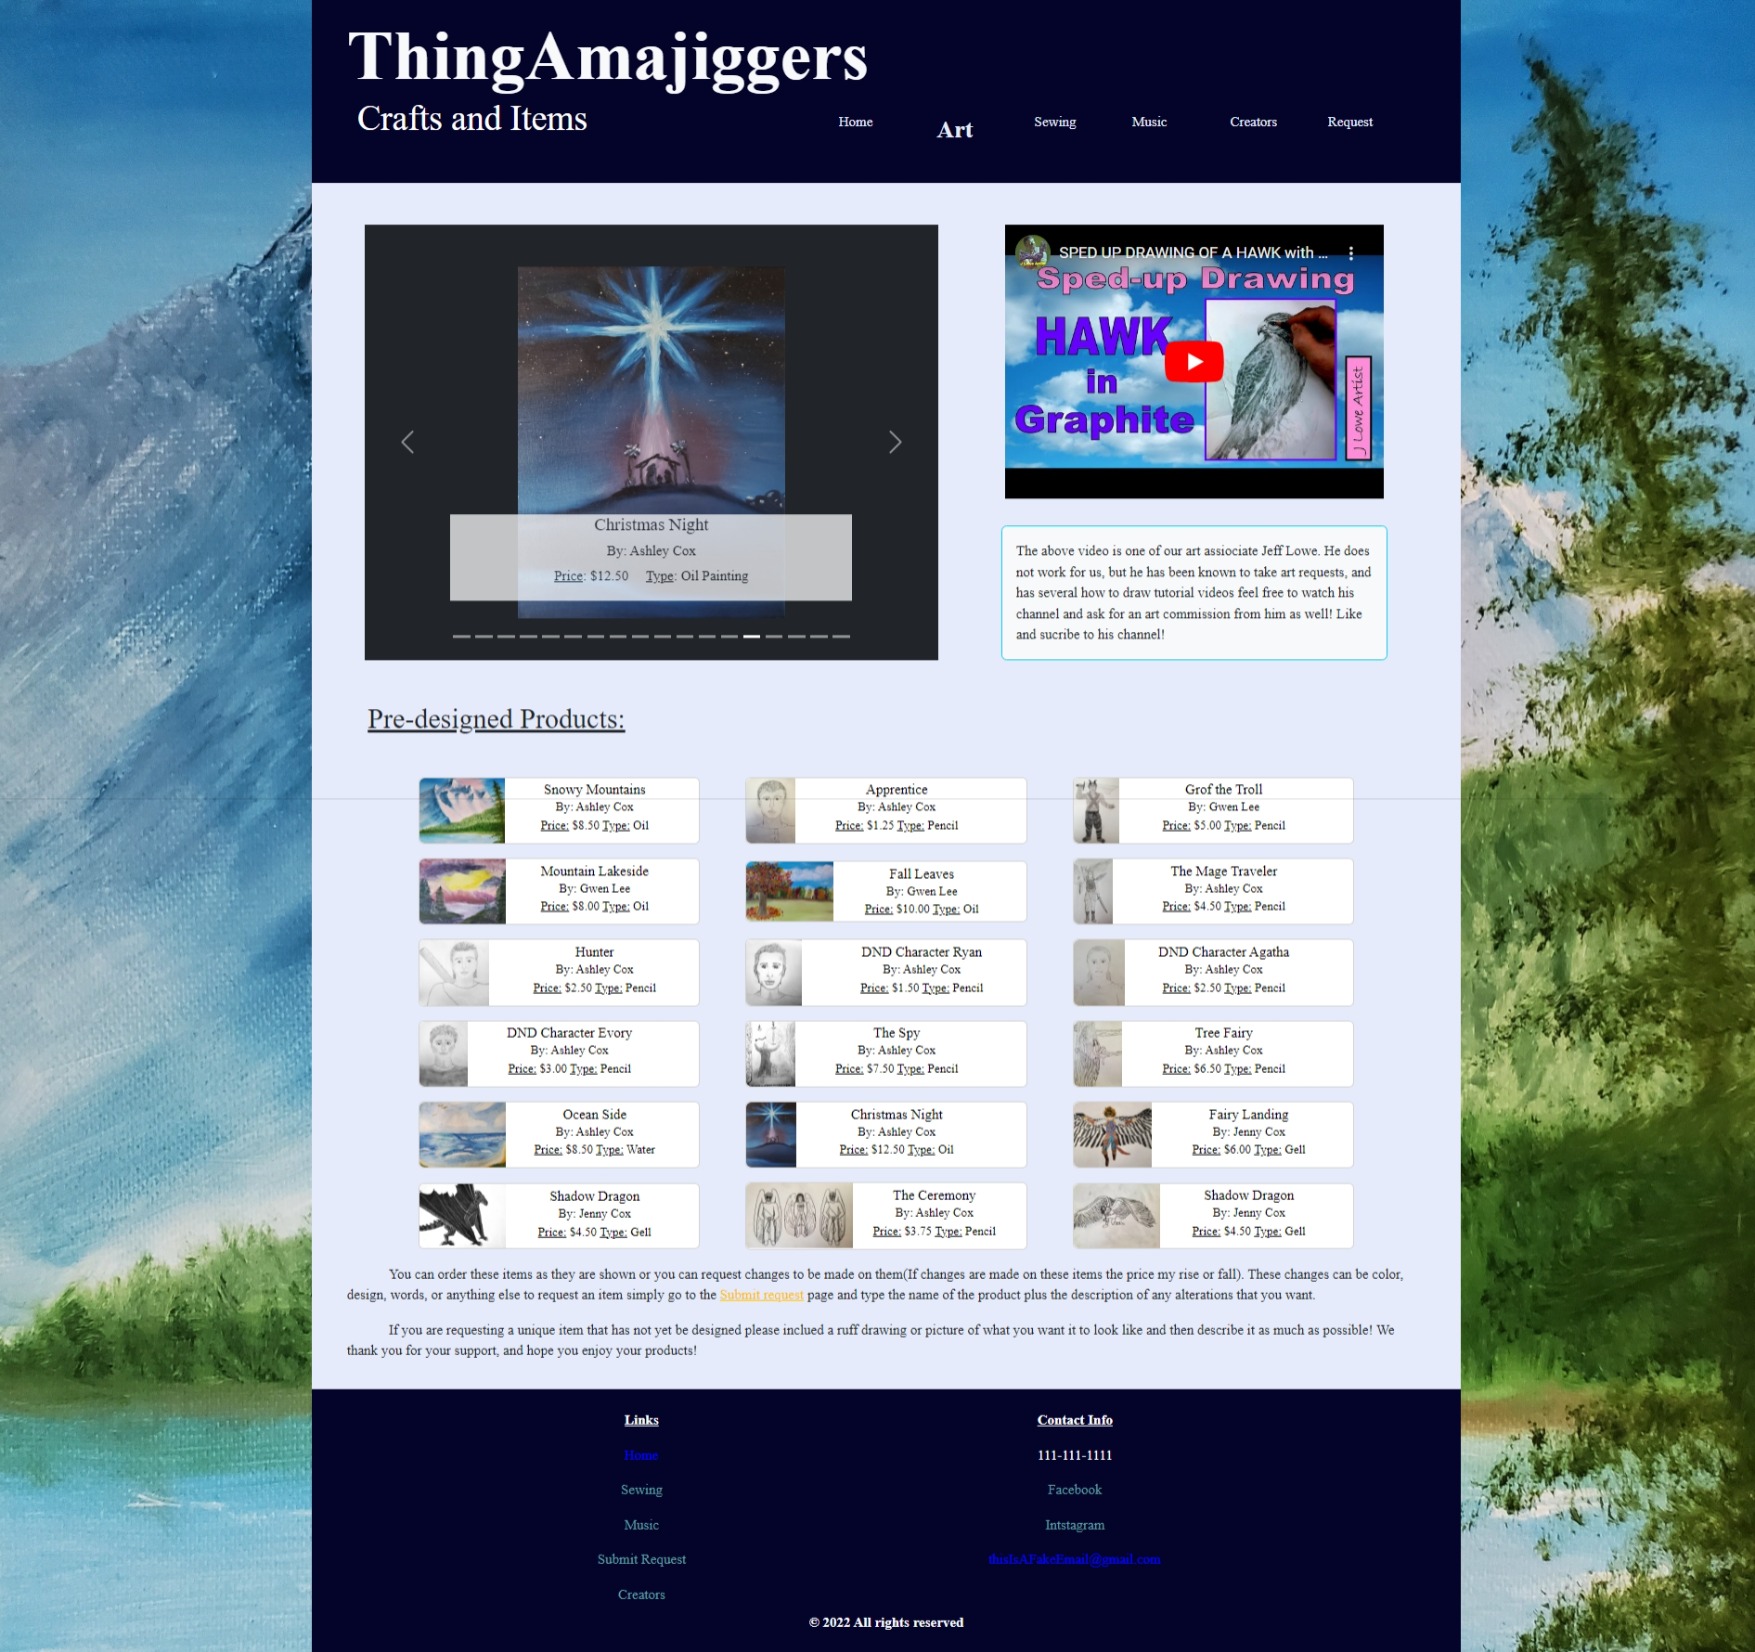 ThingAmajiggers
Crafts and Items
Home
Art
Sewing
Music
Creators
Request
Christmas Night
By: Ashley Cox
Price: $12.50 Type: Oil Painting
SPED UP DRAWING OF A HAWK with ...
Sped-up Drawing
HAWK
in
Graphite
J Lowe Artist
The above video is one of our art assiociate Jeff Lowe. He does
not work for us, but he has been known to take art requests, and
has several how to draw tutorial videos feel free to watch his
channel and ask for an art commission from him as well! Like
and sucribe to his channel!
Pre-designed Products:
Snowy Mountains
By: Ashley Cox
Price: $8.50 Type: Oil
Apprentice
By: Ashley Cox
Price: $1.25 Type: Pencil
Grof the Troll
By: Gwen Lee
Price: $5.00 Type: Pencil
Mountain Lakeside
By: Gwen Lee
Price: $8.00 Type: Oil
Fall Leaves
By: Gwen Lee
Price: $10.00 Type: Oil
The Mage Traveler
By: Ashley Cox
Price: $4.50 Type: Pencil
Hunter
By: Ashley Cox
Price: $2.50 Type: Pencil
DND Character Ryan
By: Ashley Cox
Price: $1.50 Type: Pencil
DND Character Agatha
By: Ashley Cox
Price: $2.50 Type: Pencil
DND Character Evory
By: Ashley Cox
Price: $3.00 Type: Pencil
The Spy
By: Ashley Cox
Price: $7.50 Type: Pencil
Tree Fairy
By: Ashley Cox
Price: $6.50 Type: Pencil
Ocean Side
By: Ashley Cox
Price: $8.50 Type: Water
Christmas Night
By: Ashley Cox
Price: $12.50 Type: Oil
Fairy Landing
By: Jenny Cox
Price: $6.00 Type: Gell
Shadow Dragon
By: Jenny Cox
Price: $4.50 Type: Gell
The Ceremony
By: Ashley Cox
Price: $3.75 Type: Pencil
Shadow Dragon
By: Jenny Cox
Price: $4.50 Type: Gell
You can order these items as they are shown or you can request changes to be made on them(If changes are made on these items the price my rise or fall). These changes can be color,
design, words, or anything else to request an item simply go to the Submit request page and type the name of the product plus the description of any alterations that you want.
If you are requesting a unique item that has not yet be designed please inclued a ruff drawing or picture of what you want it to look like and then describe it as much as possible! We
thank you for your support, and hope you enjoy your products!
Links
Home
Sewing
Music
Submit Request
Creators
Contact Info
111-111-1111
Facebook
Intstagram
thisIsAFakeEmail@gmail.com
© 2022 All rights reserved